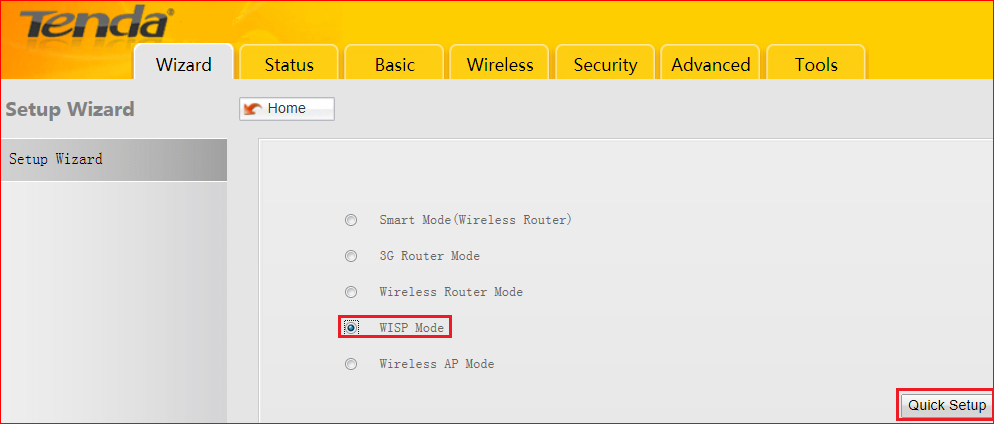 Tenda®
Wizard Status Basic Wireless Security Advanced Tools
Setup Wizard
Home
Setup Wizard
Smart Mode(Wireless Router)
3G Router Mode
Wireless Router Mode
WISP Mode
Wireless AP Mode
Quick Setup